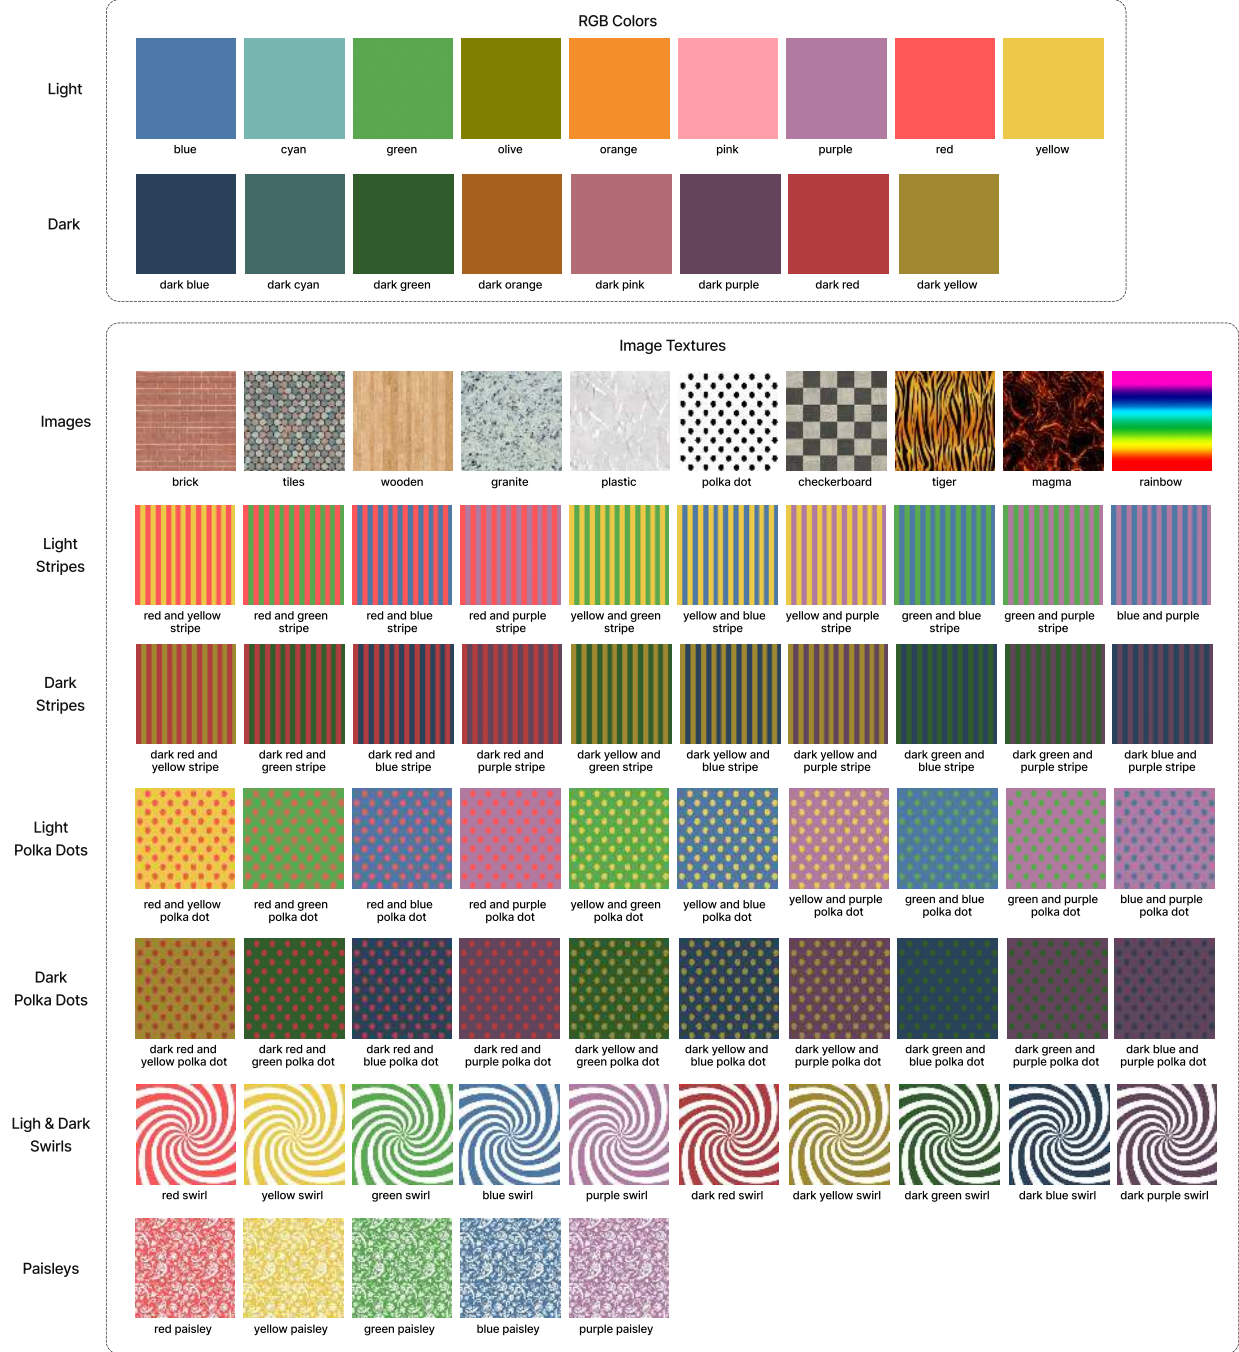 RGB Colors
Light
blue
cyan
green
olive
orange
pink
purple
red
yellow
Dark
dark blue
dark cyan
dark green
dark orange
dark pink
dark purple
dark red
dark yellow
Image Textures
Images
brick
tiles
wooden
granite
plastic
polka dot
checkerboard
tiger
magma
rainbow
Light
Stripes
red and yellow
stripe
red and green
stripe
red and blue
stripe
red and purple
stripe
yellow and green
stripe
yellow and blue
stripe
yellow and purple
stripe
green and blue
stripe
green and purple
stripe
blue and purple
Dark
Stripes
dark red and
yellow stripe
dark red and
green stripe
dark red and
blue stripe
dark red and
purple stripe
dark yellow and
green stripe
dark yellow and
blue stripe
dark yellow and
purple stripe
dark green and
blue stripe
dark green and
purple stripe
dark blue and
purple stripe
Light
Polka Dots
red and yellow
polka dot
red and green
polka dot
red and blue
polka dot
red and purple
polka dot
yellow and green
polka dot
yellow and blue
polka dot
yellow and purple
polka dot
green and blue
polka dot
green and purple
polka dot
blue and purple
polka dot
Dark
Polka Dots
dark red and
yellow polka dot
dark red and
green polka dot
dark red and
blue polka dot
dark red and
purple polka dot
dark yellow and
green polka dot
dark yellow and
blue polka dot
dark yellow and
purple polka dot
dark green and
blue polka dot
dark green and
purple polka dot
dark blue and
purple polka dot
Ligh & Dark
Swirls
red swirl
yellow swirl
green swirl
blue swirl
purple swirl
dark red swirl
dark yellow swirl
dark green swirl
dark blue swirl
dark purple swirl
Paisleys
red paisley
yellow paisley
green paisley
blue paisley
purple paisley